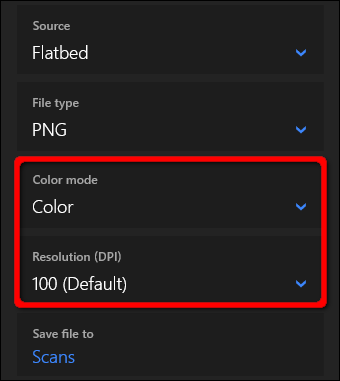 Source
Flatbed
File type
PNG
Color mode
Color
Resolution (DPI)
100 (Default)
Save file to
Scans